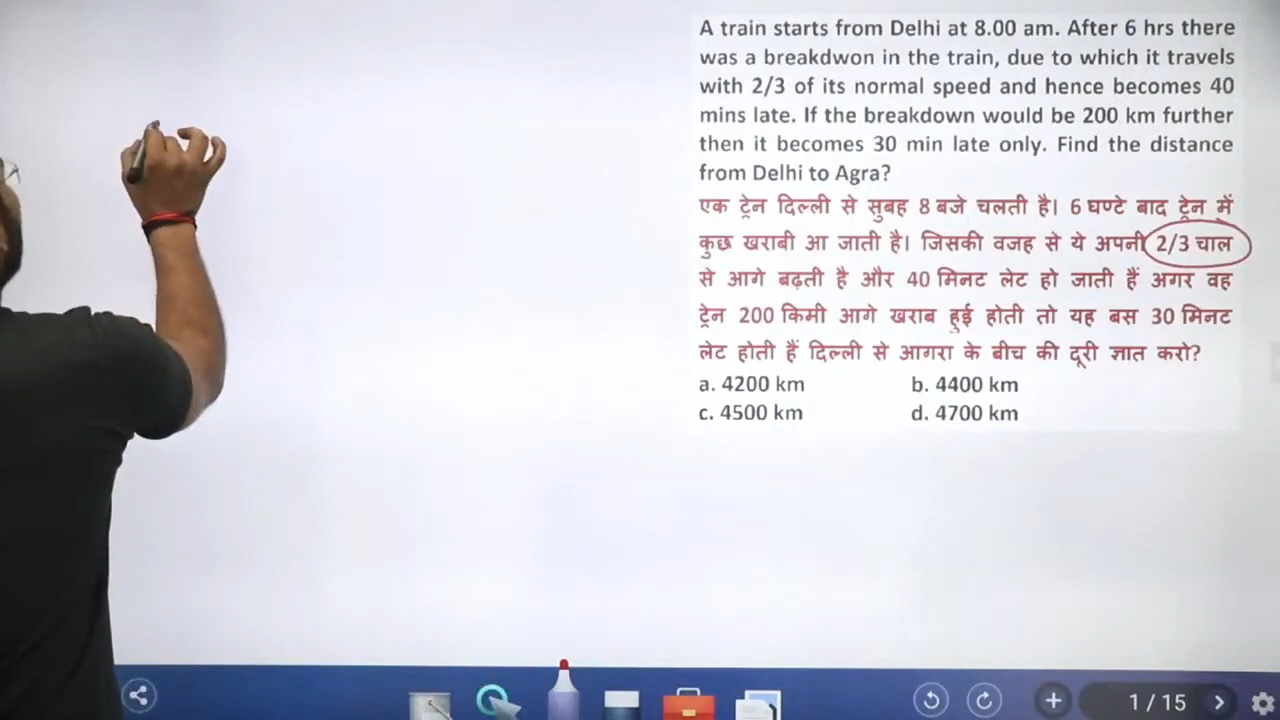 A train starts from Delhi at 8.00 am. After 6 hrs there
was a breakdwon in the train, due to which it travels
with 2/3 of its normal speed and hence becomes 40
mins late. If the breakdown would be 200 km further
then it becomes 30 min late only. Find the distance
from Delhi to Agra?
एक ट्रेन दिल्ली से सुबह 8 बजे चलती है। 6 घण्टे बाद ट्रेन में
कुछ खराबी आ जाती है। जिसकी वजह से ये अपनी 2/3 चाल
से आगे बढ़ती है और 40 मिनट लेट हो जाती हैं अगर वह
ट्रेन 200 किमी आगे खराब हुई होती तो यह बस 30 मिनट
लेट होती हैं दिल्ली से आगरा के बीच की दूरी ज्ञात करो?
a. 4200 km b. 4400 km
c. 4500 km d. 4700 km
1 / 15